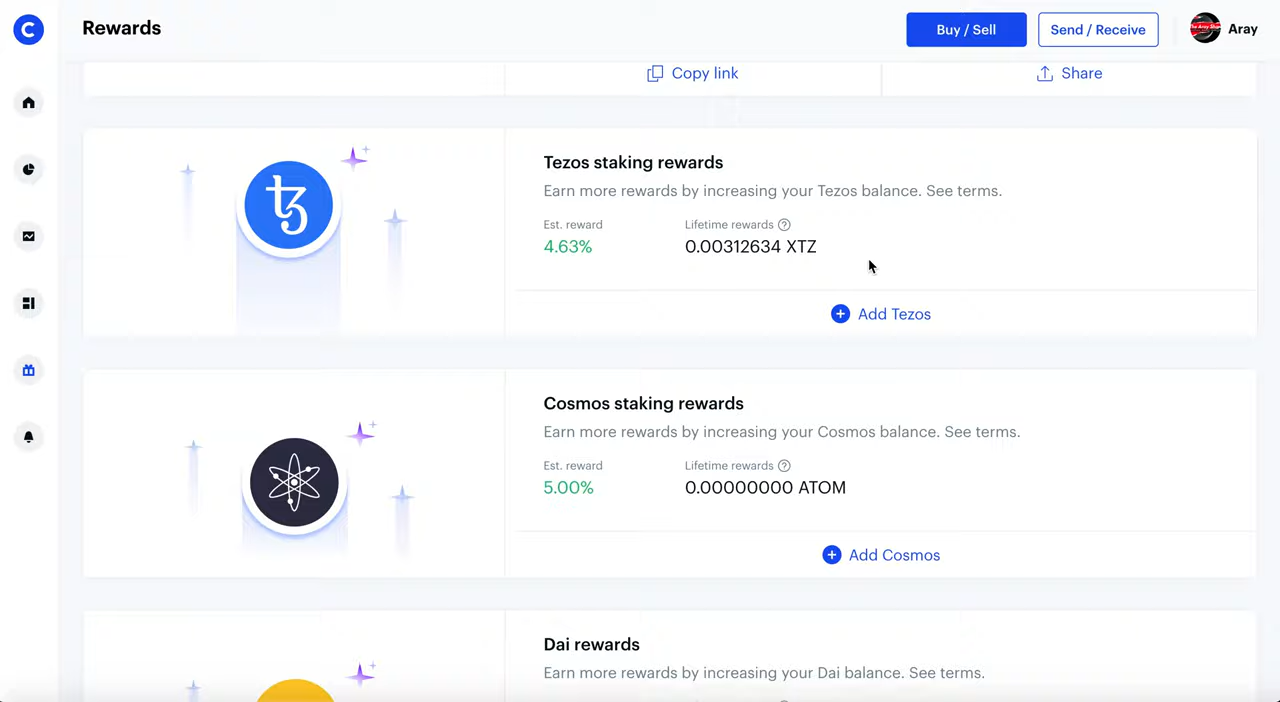 C
Rewards
Buy / Sell
Send / Receive
Aray
Copy link
Share
Tezos staking rewards
Earn more rewards by increasing your Tezos balance. See terms.
Est. reward
Lifetime rewards ?
4.63%
0.00312634 XTZ
+ Add Tezos
Cosmos staking rewards
Earn more rewards by increasing your Cosmos balance. See terms.
Est. reward
Lifetime rewards ?
5.00%
0.00000000 ATOM
+ Add Cosmos
Dai rewards
Earn more rewards by increasing your Dai balance. See terms.